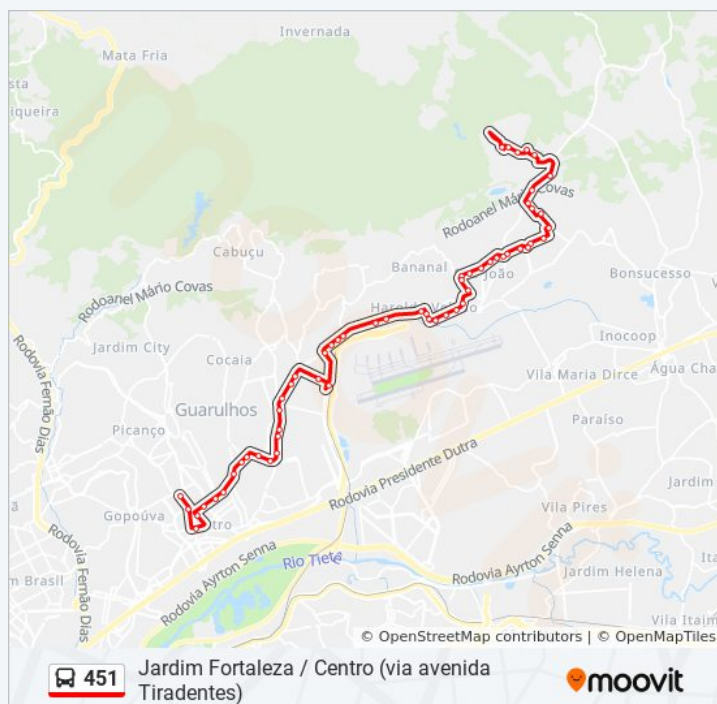 Invernada
Mata Fria
sta
iqueira
Rodoanel Mário Covas
Cabuçu
Bananal
João
Bonsucesso
Rodoanel Mário Covas
Inocoop
Jardim City
Cocaia
Vila Maria Dirce
Água Cha
Guarulhos
Picanço
Paraíso
Rodovia Fernão Dias
Rodovia Presidente Dutra
Jardim
Gopoúva
tro
Vila Pires
Rodovia Ayrton Senna
Rio Tietê
Rodovia Ayrton Senna
m Brasil
Rodovia Fernão Dias
Jardim Helena
Vila Itaim
© OpenStreetMap contributors | © OpenMapTiles
451
Jardim Fortaleza / Centro (via avenida
Tiradentes)
moovit